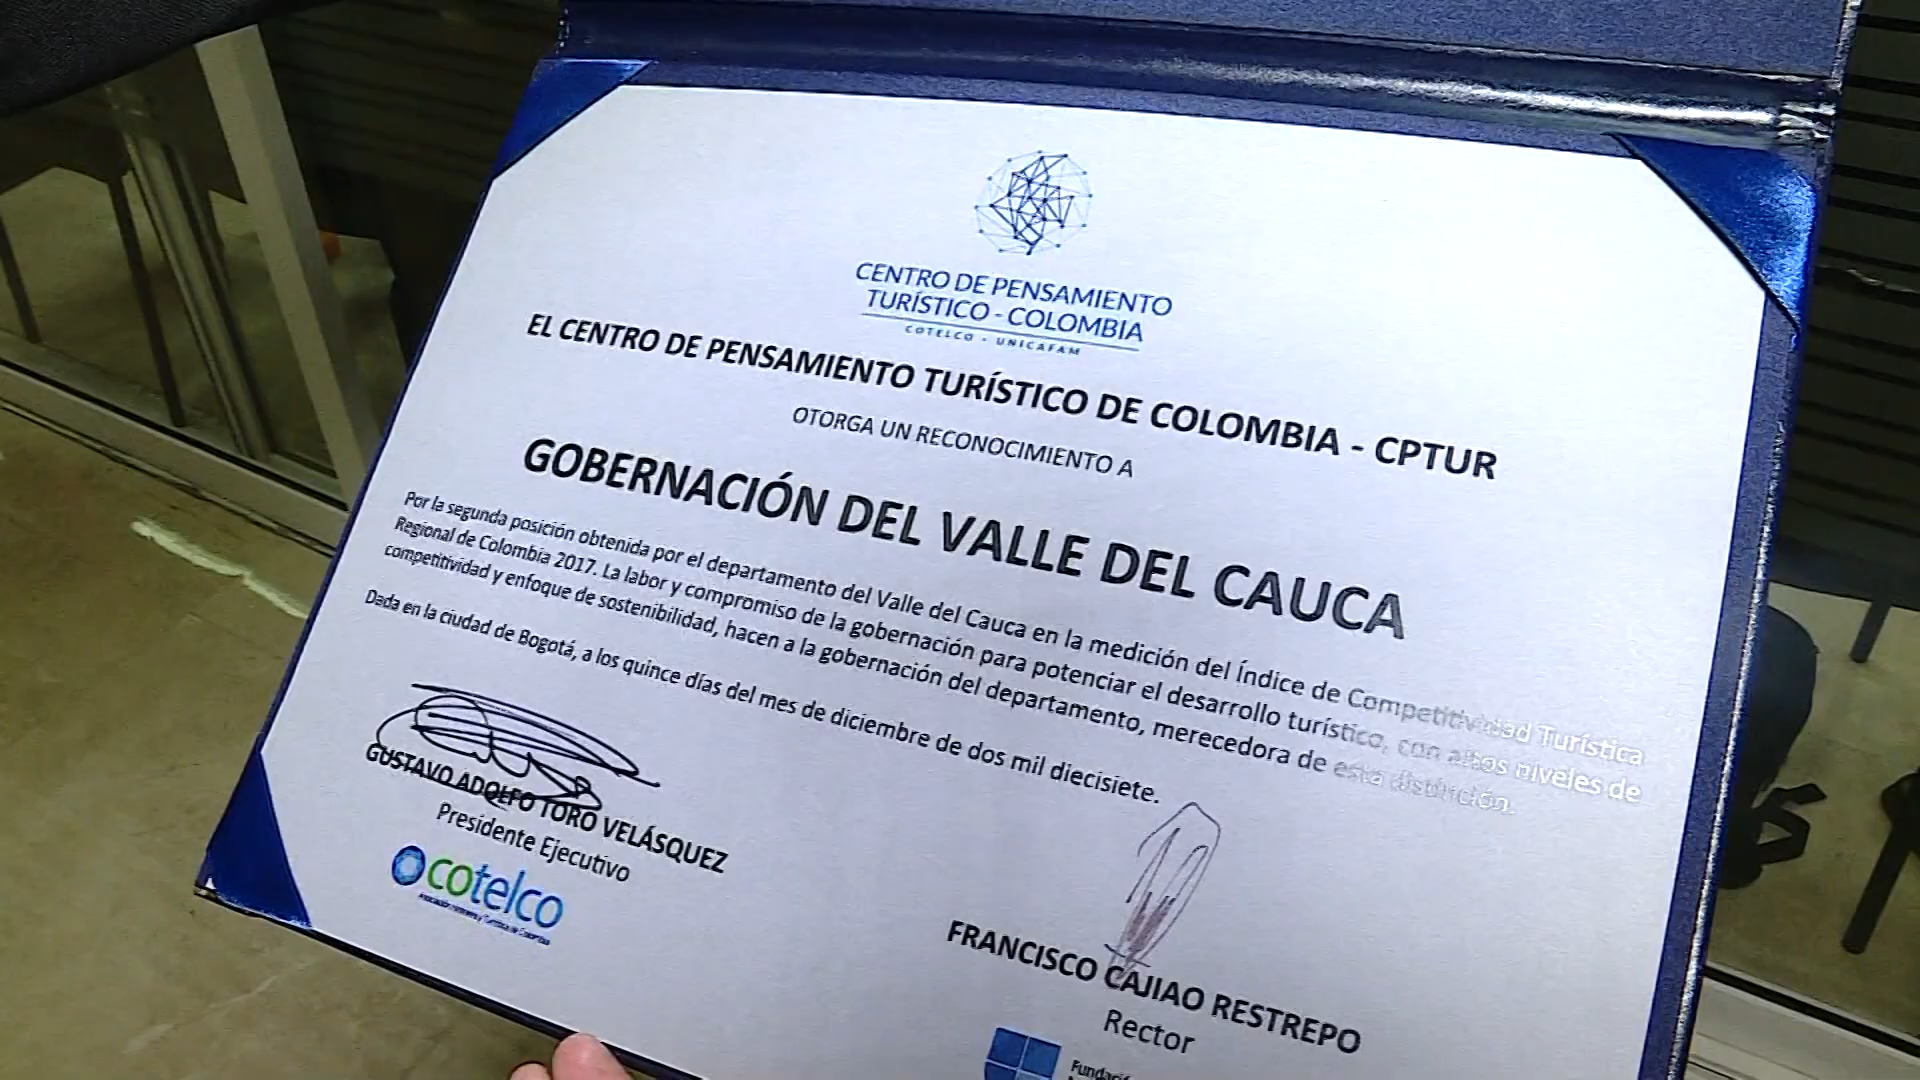 CENTRO DE PENSAMIENTO
TURÍSTICO - COLOMBIA
COTELCO - UNICAFAM
EL CENTRO DE PENSAMIENTO TURÍSTICO DE COLOMBIA - CPTUR
OTORGA UN RECONOCIMIENTO A
GOBERNACIÓN DEL VALLE DEL CAUCA
Por la segunda posición obtenida por el departamento del Valle del Cauca en la medición del Índice de Competitividad Turística
Regional de Colombia 2017. La labor y compromiso de la gobernación para potenciar el desarrollo turístico, con altos niveles de
competitividad y enfoque de sostenibilidad, hacen a la gobernación del departamento, merecedora de esta distinción.
Dada en la ciudad de Bogotá, a los quince días del mes de diciembre de dos mil diecisiete.
GUSTAVO ADOLFO TORO VELÁSQUEZ
Presidente Ejecutivo
cotelco
FRANCISCO CAJIAO RESTREPO
Rector